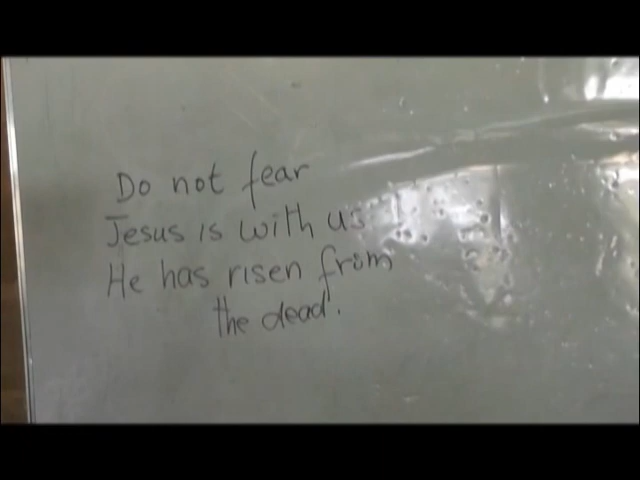 Do not fear
Jesus is with us
He has risen from
the dead.